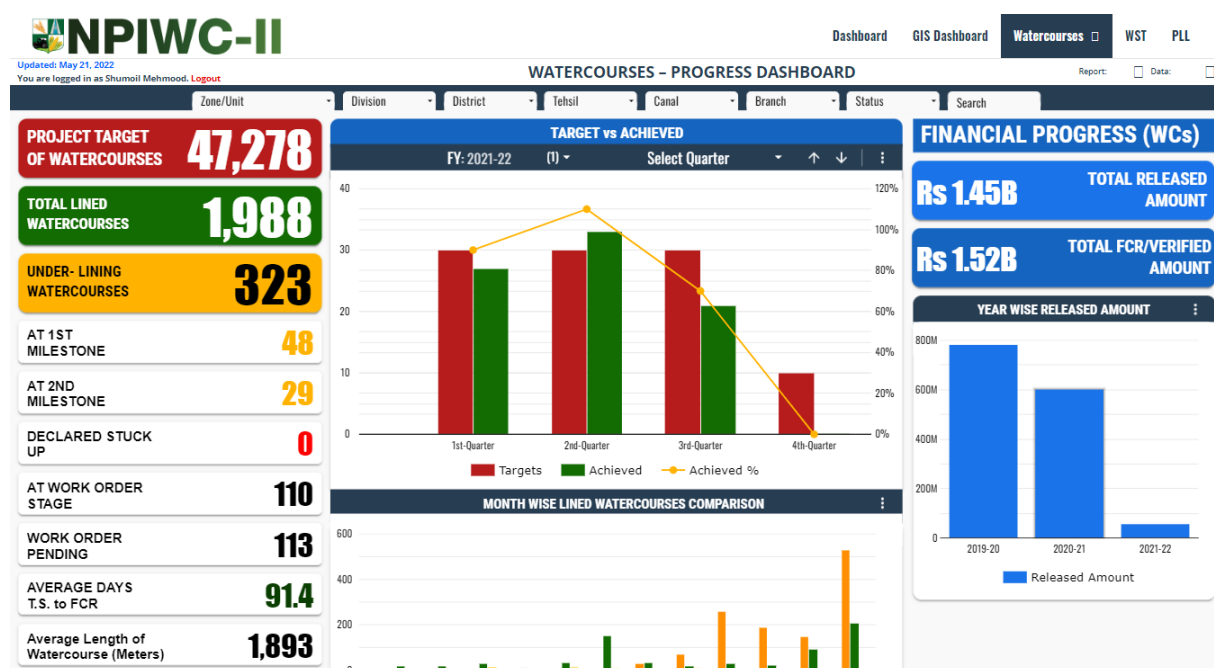 NPIWC-II
Dashboard GIS Dashboard Watercourses WST PLL
Updated: May 21, 2022
You are logged in as Shumoil Mehmood. Logout
WATERCOURSES – PROGRESS DASHBOARD
Report: Data:
Zone/Unit Division District Tehsil Canal Branch Status Search
PROJECT TARGET
OF WATERCOURSES
47,278
TOTAL LINED
WATERCOURSES
1,988
UNDER- LINING
WATERCOURSES
323
AT 1ST
MILESTONE
48
AT 2ND
MILESTONE
29
DECLARED STUCK
UP
0
AT WORK ORDER
STAGE
110
WORK ORDER
PENDING
113
AVERAGE DAYS
T.S. to FCR
91.4
Average Length of
Watercourse (Meters)
1,893
TARGET vs ACHIEVED
FY: 2021-22 (1) Select Quarter
40
30
20
10
0
120%
100%
80%
60%
40%
20%
0%
1st-Quarter 2nd-Quarter 3rd-Quarter 4th-Quarter
Targets Achieved Achieved %
MONTH WISE LINED WATERCOURSES COMPARISON
600
400
200
FINANCIAL PROGRESS (WCs)
Rs 1.45B
TOTAL RELEASED
AMOUNT
Rs 1.52B
TOTAL FCR/VERIFIED
AMOUNT
YEAR WISE RELEASED AMOUNT
800M
600M
400M
200M
0
2019-20 2020-21 2021-22
Released Amount